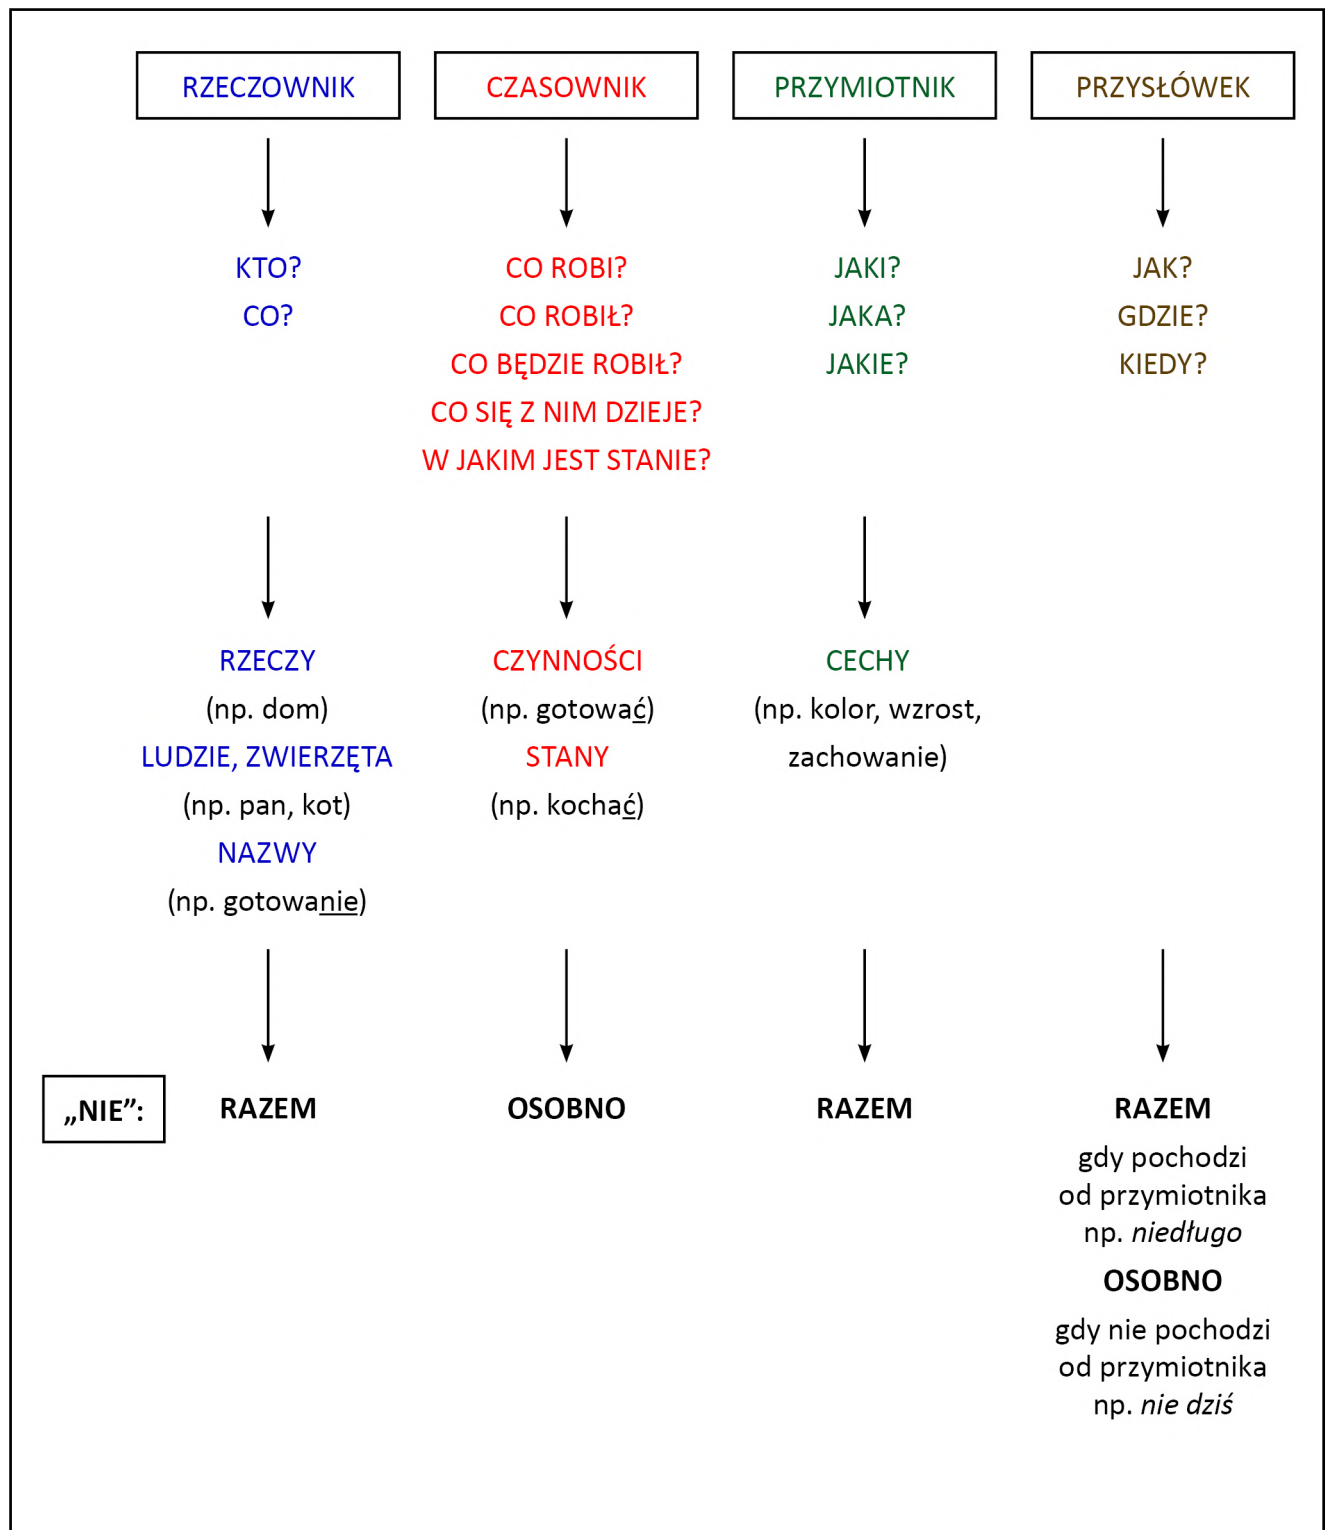 RZECZOWNIK
CZASOWNIK
PRZYMIOTNIK
PRZYSŁÓWEK
KTO?
CO?
CO ROBI?
CO ROBIŁ?
CO BĘDZIE ROBIŁ?
CO SIĘ Z NIM DZIEJE?
W JAKIM JEST STANIE?
JAKI?
JAKA?
JAKIE?
JAK?
GDZIE?
KIEDY?
RZECZY
(np. dom)
LUDZIE, ZWIERZĘTA
(np. pan, kot)
NAZWY
(np. gotowanie)
CZYNNOŚCI
(np. gotować)
STANY
(np. kochać)
CECHY
(np. kolor, wzrost,
zachowanie)
„NIE”:
RAZEM
OSOBNO
RAZEM
RAZEM
gdy pochodzi
od przymiotnika
np. niedługo
OSOBNO
gdy nie pochodzi
od przymiotnika
np. nie dziś